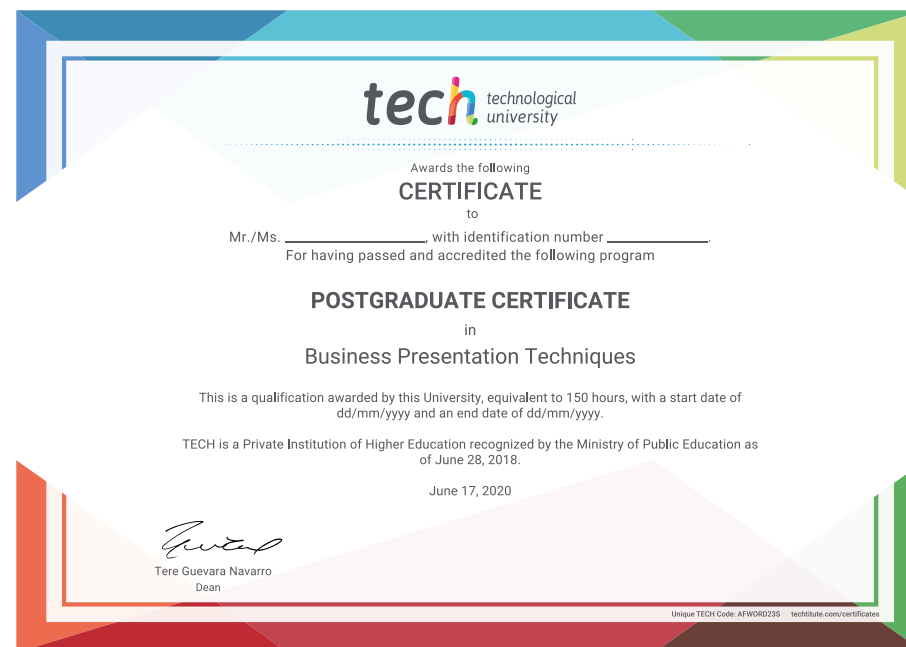 tech technological
university
Awards the following
CERTIFICATE
to
Mr./Ms. ____________________, with identification number ______________.
For having passed and accredited the following program
POSTGRADUATE CERTIFICATE
in
Business Presentation Techniques
This is a qualification awarded by this University, equivalent to 150 hours, with a start date of
dd/mm/yyyy and an end date of dd/mm/yyyy.
TECH is a Private Institution of Higher Education recognized by the Ministry of Public Education as
of June 28, 2018.
June 17, 2020
Tere Guevara Navarro
Dean
Unique TECH Code: AFWORD23S techtitute.com/certificates